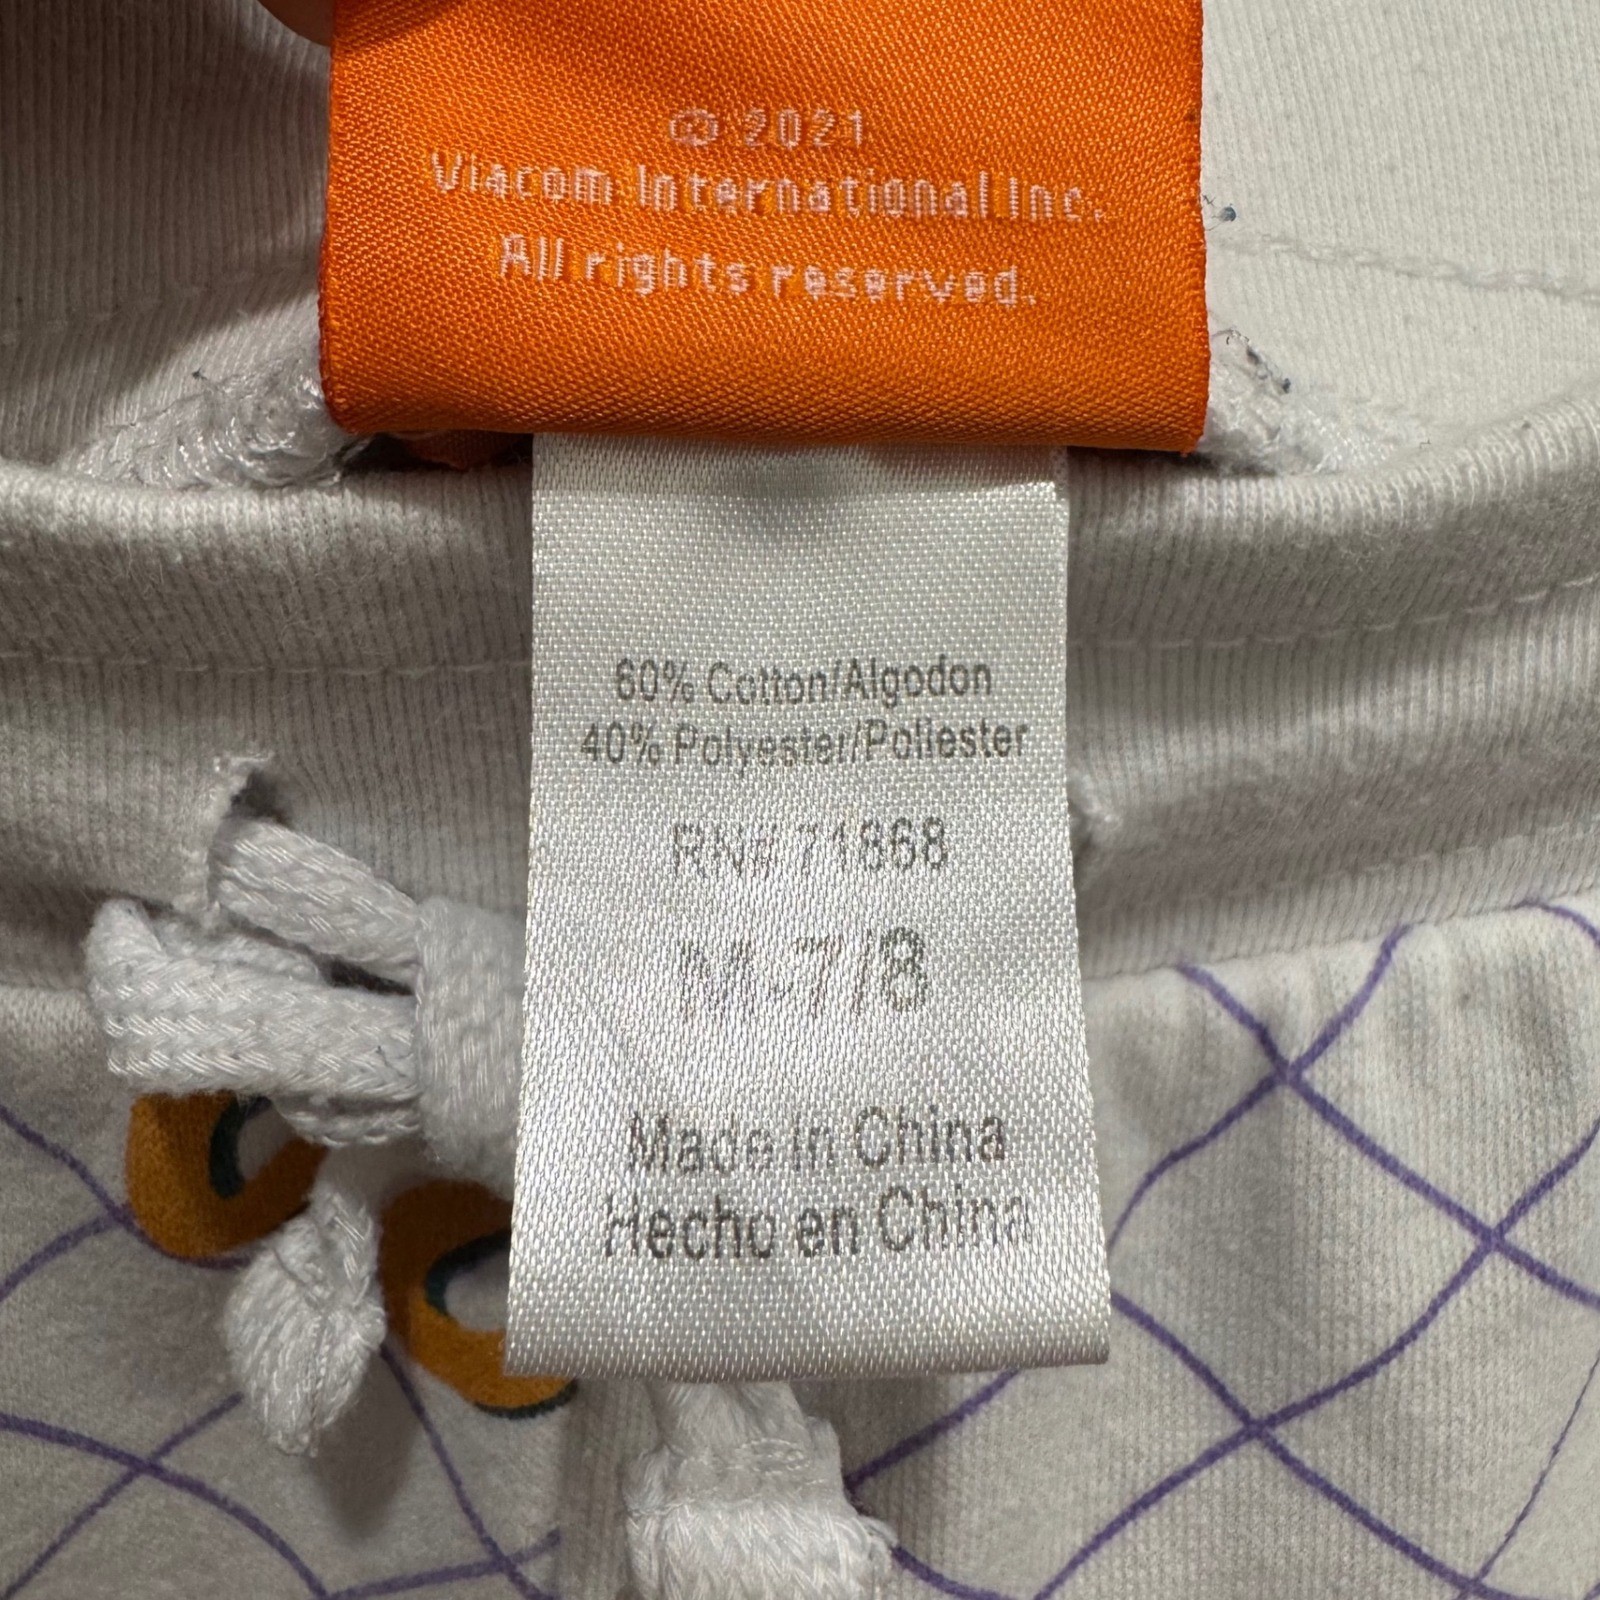 © 2021
Viacom International Inc.
All rights reserved.
60% Cotton/Algodon
40% Polyester/Poliester
RN# 71868
M-7/8
Made in China
Hecho en China